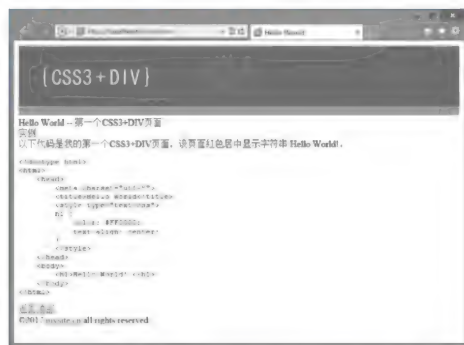 Hello World
{CSS3+DIV}
Hello World – 第一个CSS3+DIV页面
实例
以下代码是我的第一个CSS3+DIV页面，该页面红色居中显示字符串 Hello World!。
<!doctype html>
<html>
<head>
<meta charset="utf-8">
<title>Hello World</title>
<style type="text/css">
h1 {
color: #FF0000;
text-align: center;
}
</style>
</head>
<body>
<h1>Hello World! </h1>
</body>
</html>
all rights reserved